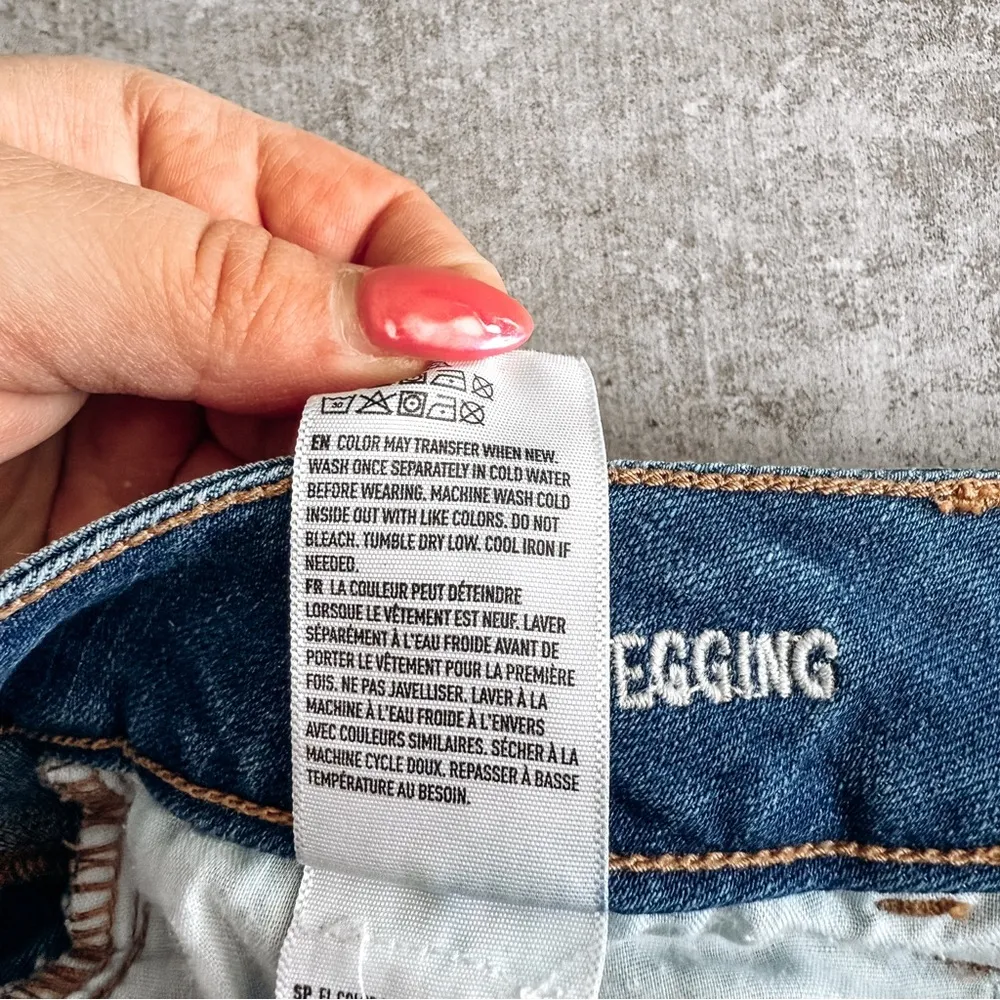 30
EN COLOR MAY TRANSFER WHEN NEW.
WASH ONCE SEPARATELY IN COLD WATER
BEFORE WEARING. MACHINE WASH COLD
INSIDE OUT WITH LIKE COLORS. DO NOT
BLEACH. TUMBLE DRY LOW. COOL IRON IF
NEEDED.
FR LA COULEUR PEUT DÉTEINDRE
LORSQUE LE VÊTEMENT EST NEUF. LAVER
SÉPARÉMENT À L'EAU FROIDE AVANT DE
PORTER LE VÊTEMENT POUR LA PREMIÈRE
FOIS. NE PAS JAVELLISER. LAVER À LA
MACHINE À L'EAU FROIDE À L'ENVERS
AVEC COULEURS SIMILAIRES. SÉCHER À LA
MACHINE CYCLE DOUX. REPASSER À BASSE
TEMPÉRATURE AU BESOIN.
EGGING
SP EL